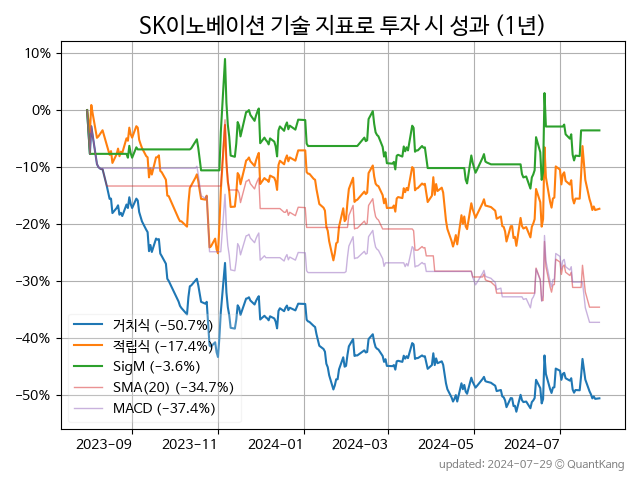 SK이노베이션 기술 지표로 투자 시 성과 (1년)
10%
0%
−10%
−20%
−30%
−40%
−50%
거치식 (−50.7%)
적립식 (−17.4%)
SigM (−3.6%)
SMA(20) (−34.7%)
MACD (−37.4%)
2023-09 2023-11 2024-01 2024-03 2024-05 2024-07
updated: 2024-07-29 © QuantKang